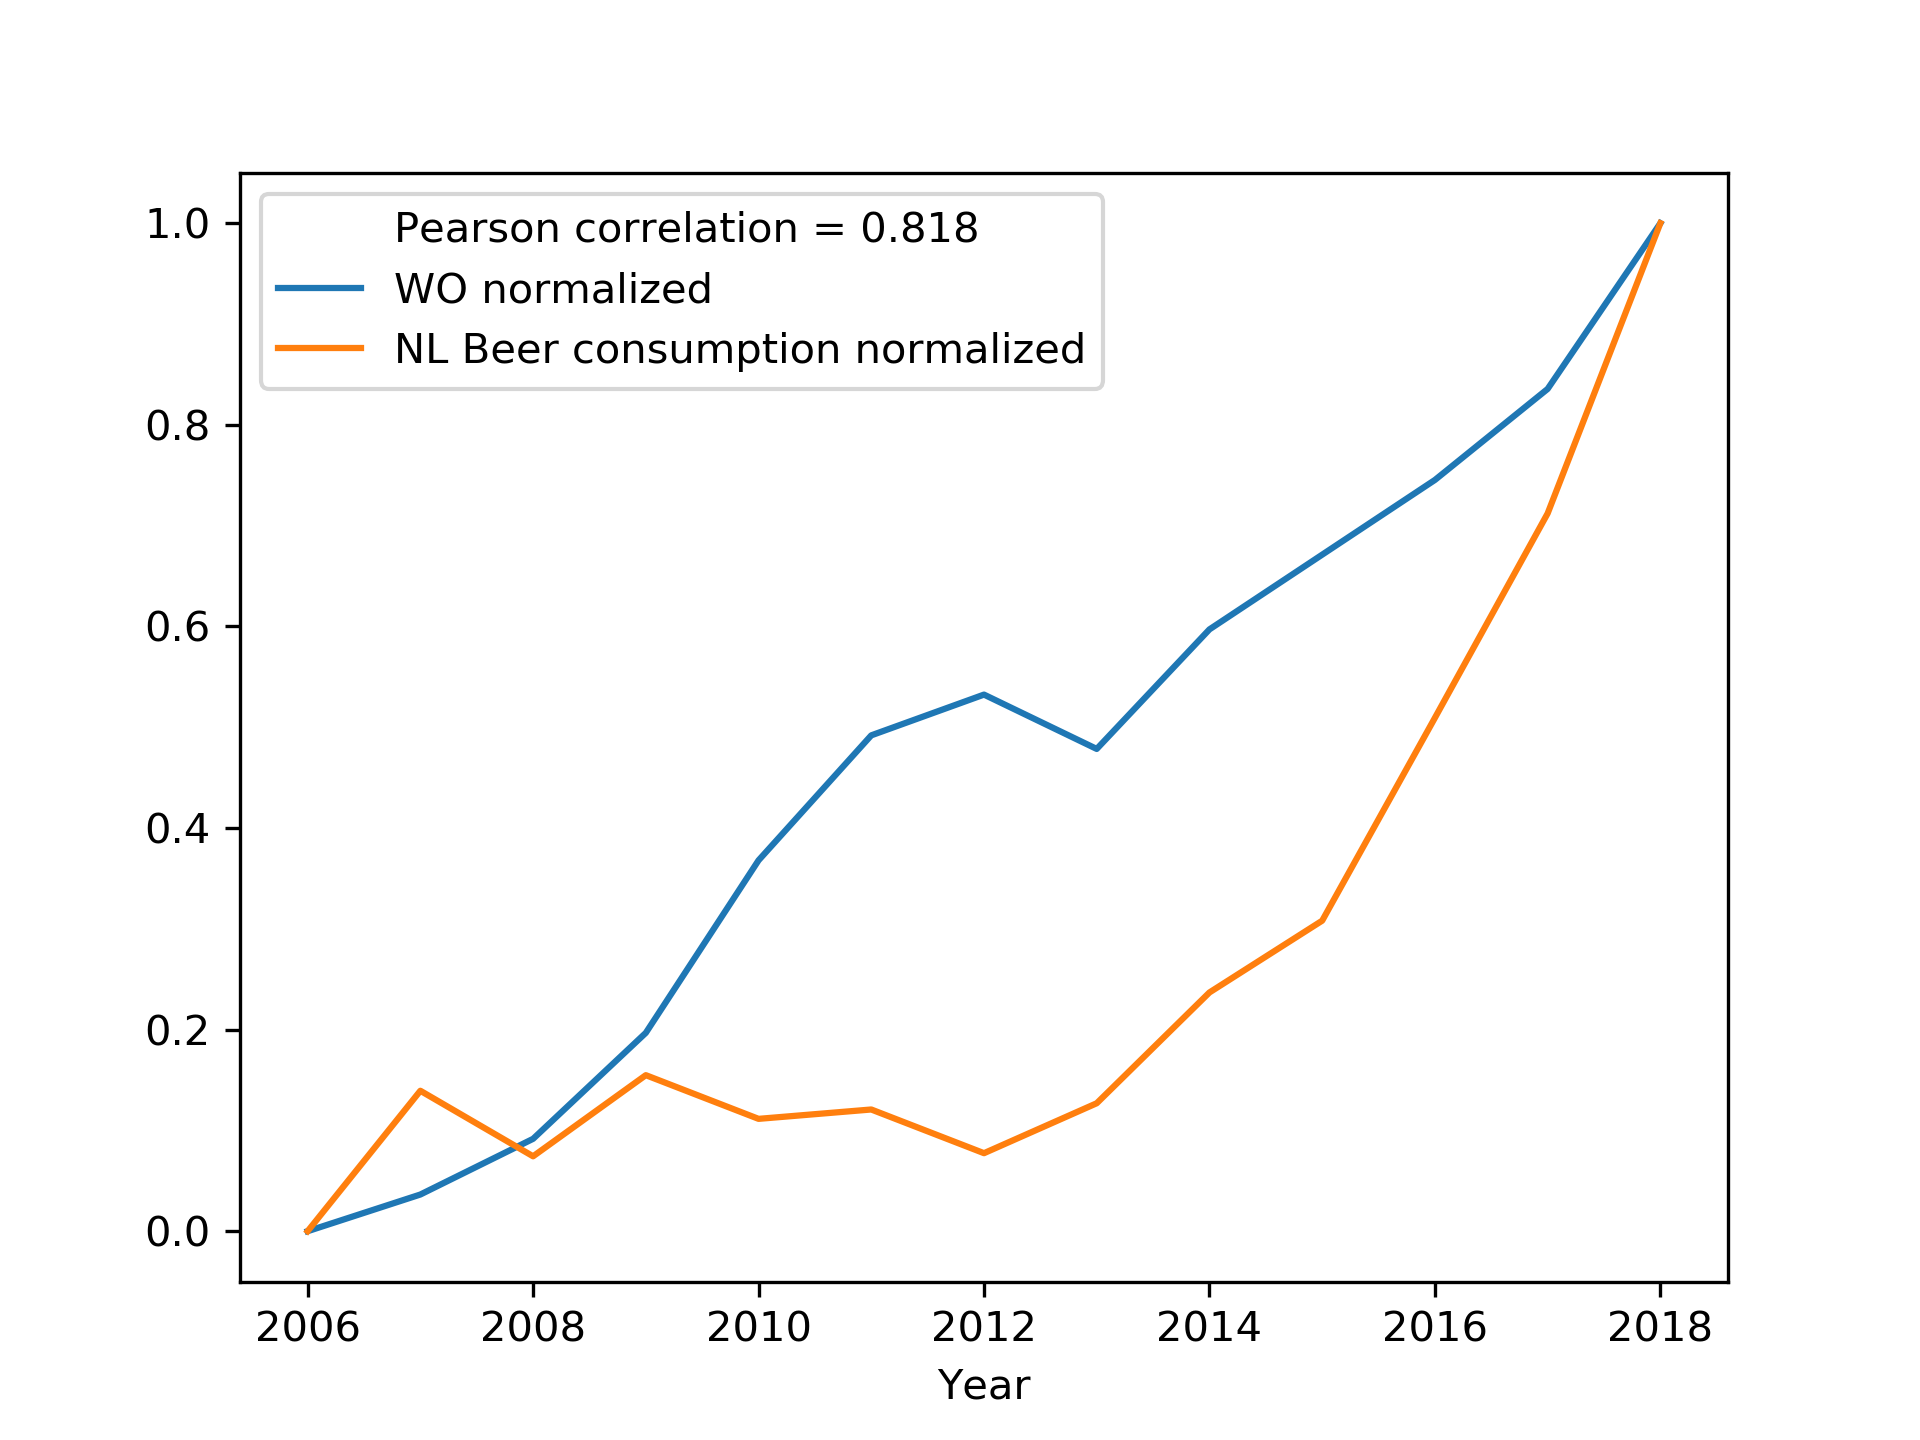 Pearson correlation = 0.818
WO normalized
NL Beer consumption normalized
1.0
0.8
0.6
0.4
0.2
0.0
2006 2008 2010 2012 2014 2016 2018
Year